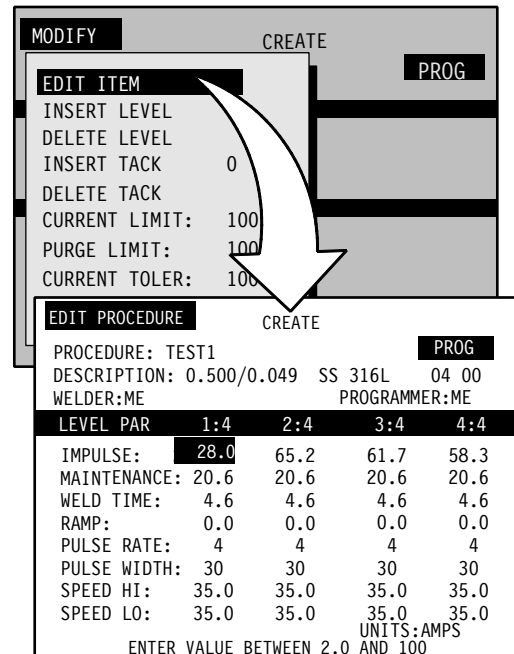 MODIFY CREATE
PROG
EDIT ITEM
INSERT LEVEL
DELETE LEVEL
INSERT TACK 0
DELETE TACK
CURRENT LIMIT: 100
PURGE LIMIT: 100
CURRENT TOLER: 100
EDIT PROCEDURE CREATE
PROCEDURE: TEST1 PROG
DESCRIPTION: 0.500/0.049 SS 316L 04 00
WELDER:ME PROGRAMMER:ME
LEVEL PAR 1:4 2:4 3:4 4:4
IMPULSE: 28.0 65.2 61.7 58.3
MAINTENANCE: 20.6 20.6 20.6 20.6
WELD TIME: 4.6 4.6 4.6 4.6
RAMP: 0.0 0.0 0.0 0.0
PULSE RATE: 4 4 4 4
PULSE WIDTH: 30 30 30 30
SPEED HI: 35.0 35.0 35.0 35.0
SPEED LO: 35.0 35.0 35.0 35.0
UNITS:AMPS
ENTER VALUE BETWEEN 2.0 AND 100